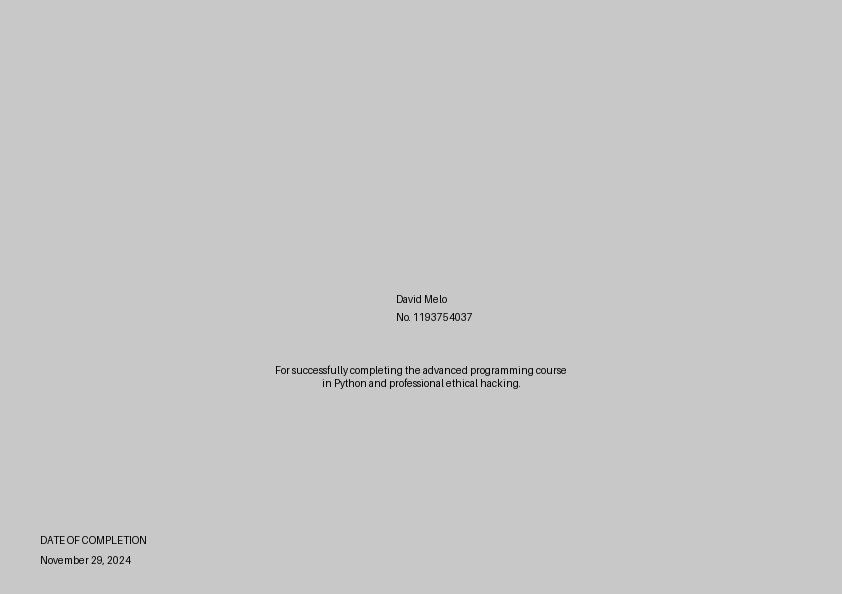 David Melo
No. 1193754037
For successfully completing the advanced programming course
in Python and professional ethical hacking.
DATE OF COMPLETION
November 29, 2024